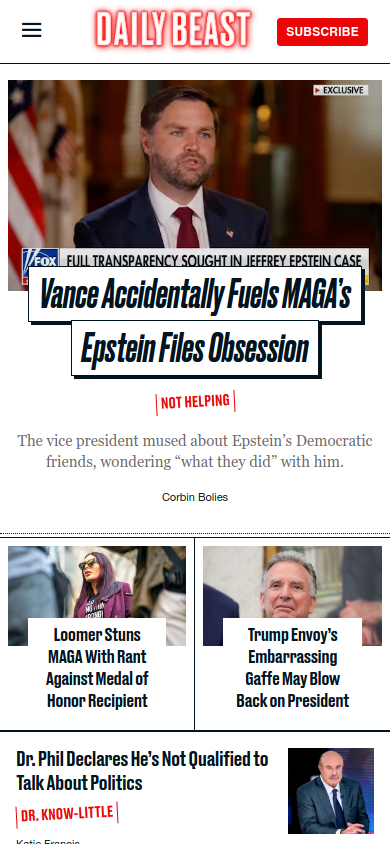 DAILY BEAST
SUBSCRIBE
EXCLUSIVE
FOX
FULL TRANSPARENCY SOUGHT IN JEFFREY EPSTEIN CASE
Vance Accidentally Fuels MAGA’s
Epstein Files Obsession
NOT HELPING
The vice president mused about Epstein’s Democratic
friends, wondering “what they did” with him.
Corbin Bolies
Loomer Stuns
MAGA With Rant
Against Medal of
Honor Recipient
Trump Envoy’s
Embarrassing
Gaffe May Blow
Back on President
Dr. Phil Declares He’s Not Qualified to
Talk About Politics
DR. KNOW-LITTLE
Katie Francis